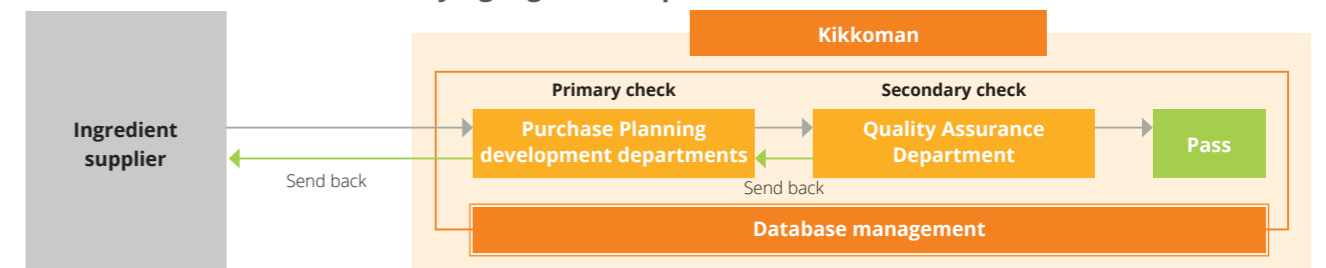 Kikkoman
Primary check
Secondary check
Ingredient
supplier
Purchase Planning
development departments
Quality Assurance
Department
Pass
Send back
Send back
Database management